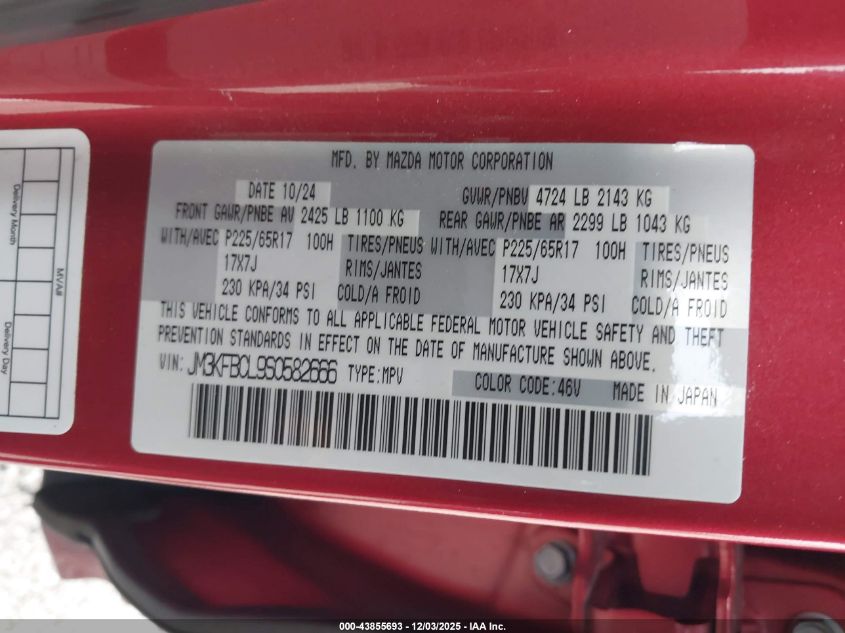 Delivery Month
MVA#
Delivery Day
MFD. BY MAZDA MOTOR CORPORATION
DATE 10/24 GVWR/PNBV 4724 LB 2143 KG
FRONT GAWR/PNBE AV 2425 LB 1100 KG REAR GAWR/PNBE AR 2299 LB 1043 KG
WITH/AVEC P225/65R17 100H TIRES/PNEUS WITH/AVEC P225/65R17 100H TIRES/PNEUS
17X7J RIMS/JANTES 17X7J RIMS/JANTES
230 KPA/34 PSI COLD/A FROID 230 KPA/34 PSI COLD/A FROID
THIS VEHICLE CONFORMS TO ALL APPLICABLE FEDERAL MOTOR VEHICLE SAFETY AND THEFT
PREVENTION STANDARDS IN EFFECT ON THE DATE OF MANUFACTURE SHOWN ABOVE.
VIN: JM3KFBCL9S0582666 TYPE:MPV COLOR CODE:46V MADE IN JAPAN
000-43855693 - 12/03/2025 - IAA Inc.